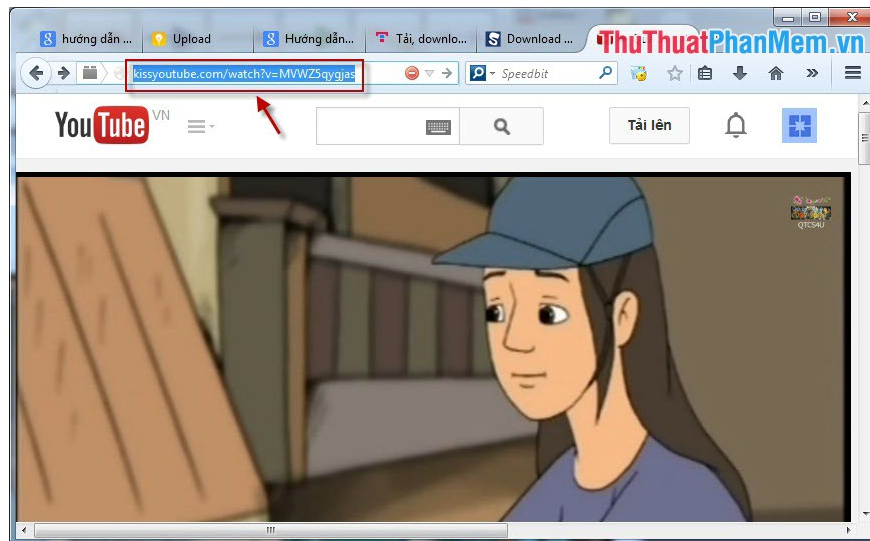 hướng dẫn ...
Upload
Hướng dẫn...
Tải, downlo...
Download ...
ThuThuatPhanMem.vn
kissyoutube.com/watch?v=MVWZ5qygjas
Speedbit
YouTube VN
Tải lên
QTCS4U